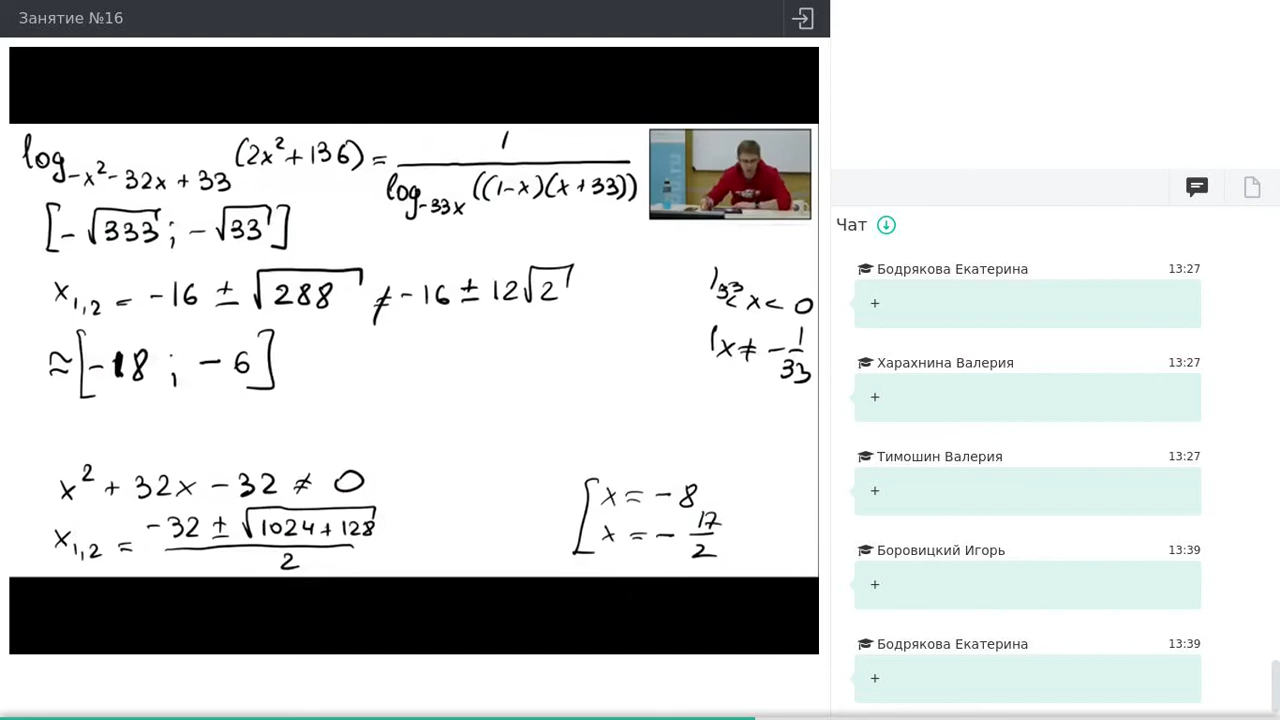 Занятие №16
log_{-x²-32x+33} (2x²+136) = 1 / log_{-33x} ((1-x)(x+33))
[-√333; -√33]
x_{1,2} = -16 ± √288 ≠ -16 ± 12√2
x < 0
x ≠ -1/33
≈[-18; -6]
x² + 32x - 32 ≠ 0
x_{1,2} = (-32 ± √(1024+128)) / 2
[x = -8
x = -17/2
Чат
Бодрякова Екатерина 13:27
+
Харахнина Валерия 13:27
+
Тимошин Валерия 13:27
+
Боровицкий Игорь 13:39
+
Бодрякова Екатерина 13:39
+